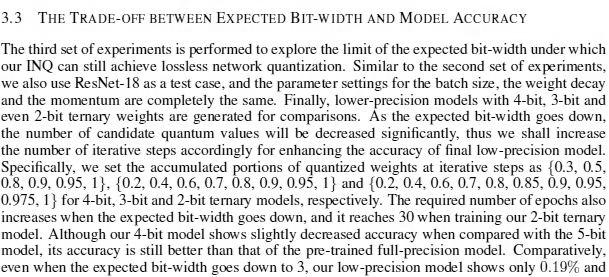 3.3 THE TRADE-OFF BETWEEN EXPECTED BIT-WIDTH AND MODEL ACCURACY
The third set of experiments is performed to explore the limit of the expected bit-width under which
our INQ can still achieve lossless network quantization. Similar to the second set of experiments,
we also use ResNet-18 as a test case, and the parameter settings for the batch size, the weight decay
and the momentum are completely the same. Finally, lower-precision models with 4-bit, 3-bit and
even 2-bit ternary weights are generated for comparisons. As the expected bit-width goes down,
the number of candidate quantum values will be decreased significantly, thus we shall increase
the number of iterative steps accordingly for enhancing the accuracy of final low-precision model.
Specifically, we set the accumulated portions of quantized weights at iterative steps as {0.3, 0.5,
0.8, 0.9, 0.95, 1}, {0.2, 0.4, 0.6, 0.7, 0.8, 0.9, 0.95, 1} and {0.2, 0.4, 0.6, 0.7, 0.8, 0.85, 0.9, 0.95,
0.975, 1} for 4-bit, 3-bit and 2-bit ternary models, respectively. The required number of epochs also
increases when the expected bit-width goes down, and it reaches 30 when training our 2-bit ternary
model. Although our 4-bit model shows slightly decreased accuracy when compared with the 5-bit
model, its accuracy is still better than that of the pre-trained full-precision model. Comparatively,
even when the expected bit-width goes down to 3, our low-precision model shows only 0.19% and